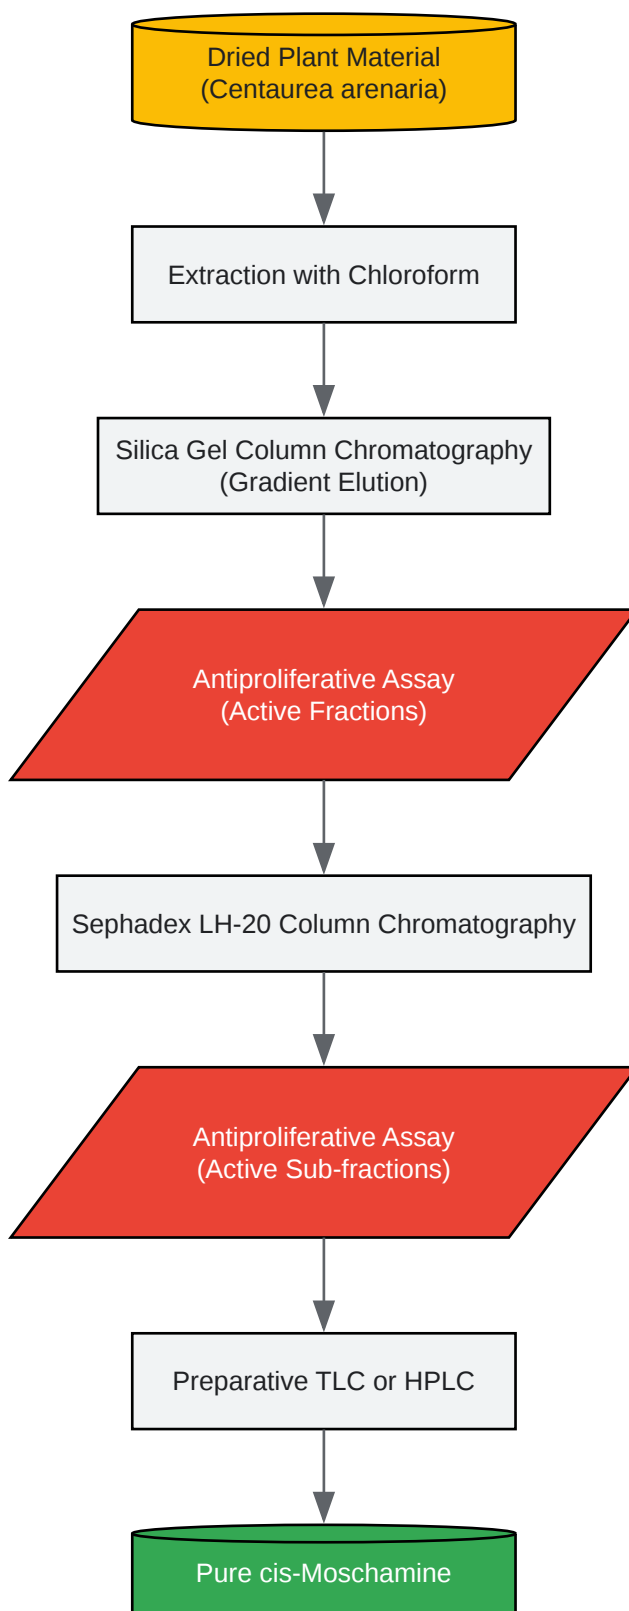 Dried Plant Material
(Centaurea arenaria)
Extraction with Chloroform
Silica Gel Column Chromatography
(Gradient Elution)
Antiproliferative Assay
(Active Fractions)
Sephadex LH-20 Column Chromatography
Antiproliferative Assay
(Active Sub-fractions)
Preparative TLC or HPLC
Pure cis-Moschamine